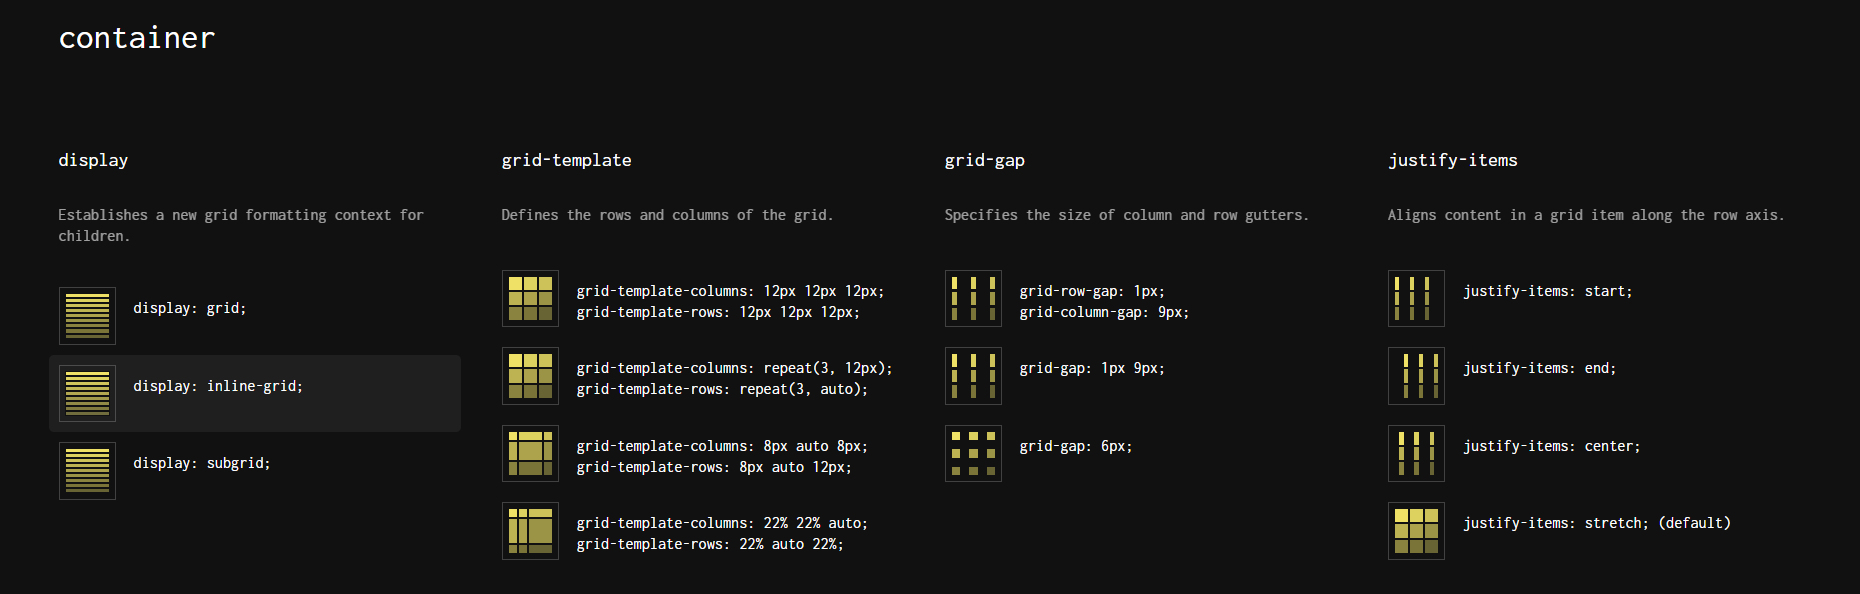 container
display
Establishes a new grid formatting context for
children.
display: grid;
display: inline-grid;
display: subgrid;
grid-template
Defines the rows and columns of the grid.
grid-template-columns: 12px 12px 12px;
grid-template-rows: 12px 12px 12px;
grid-template-columns: repeat(3, 12px);
grid-template-rows: repeat(3, auto);
grid-template-columns: 8px auto 8px;
grid-template-rows: 8px auto 12px;
grid-template-columns: 22% 22% auto;
grid-template-rows: 22% auto 22%;
grid-gap
Specifies the size of column and row gutters.
grid-row-gap: 1px;
grid-column-gap: 9px;
grid-gap: 1px 9px;
grid-gap: 6px;
justify-items
Aligns content in a grid item along the row axis.
justify-items: start;
justify-items: end;
justify-items: center;
justify-items: stretch; (default)